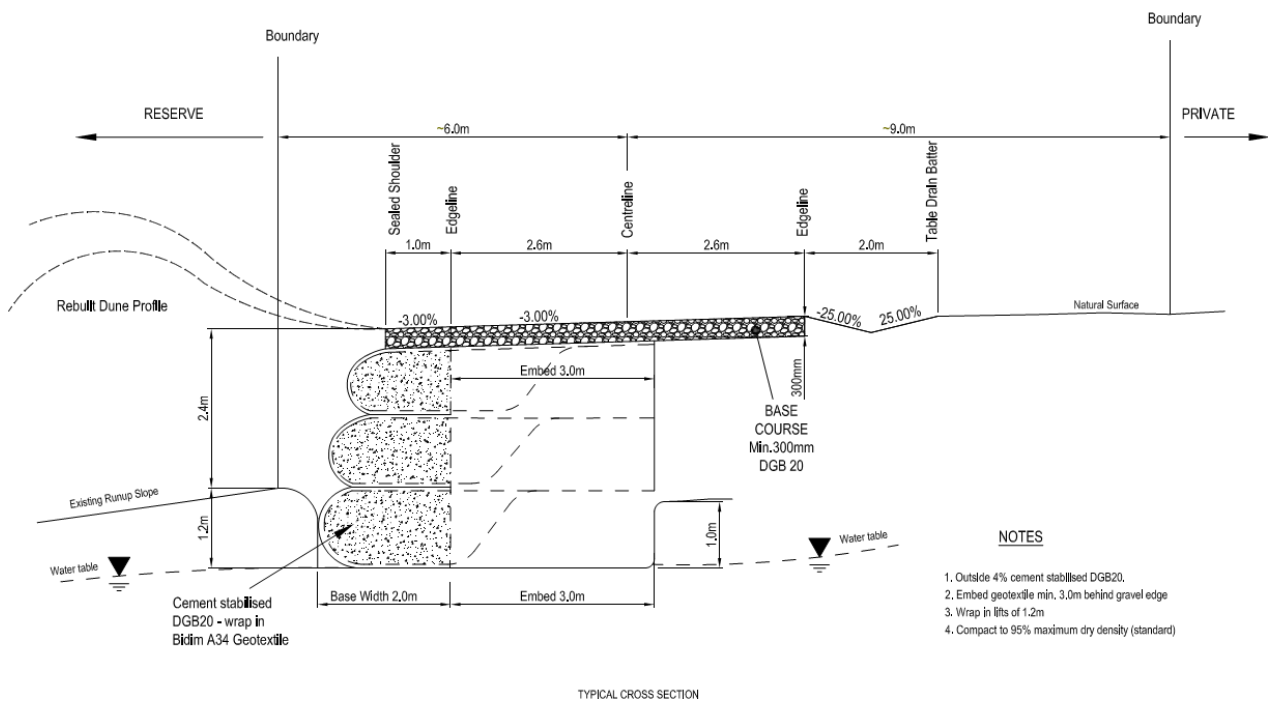 Boundary
Boundary
RESERVE
PRIVATE
~6.0m
~9.0m
Sealed Shoulder
Edgeline
Centreline
Edgeline
Table Drain Batter
1.0m
2.6m
2.6m
2.0m
Rebuilt Dune Profile
Natural Surface
-3.00%
-3.00%
-25.00%
25.00%
Embed 3.0m
300mm
BASE
COURSE
Min.300mm
DGB 20
2.4m
Existing Runup Slope
1.2m
1.0m
Water table
Water table
Base Width 2.0m
Embed 3.0m
Cement stabilised
DGB20 - wrap in
Bidim A34 Geotextile
NOTES
1. Outside 4% cement stabilised DGB20.
2. Embed geotextile min. 3.0m behind gravel edge
3. Wrap in lifts of 1.2m
4. Compact to 95% maximum dry density (standard)
TYPICAL CROSS SECTION